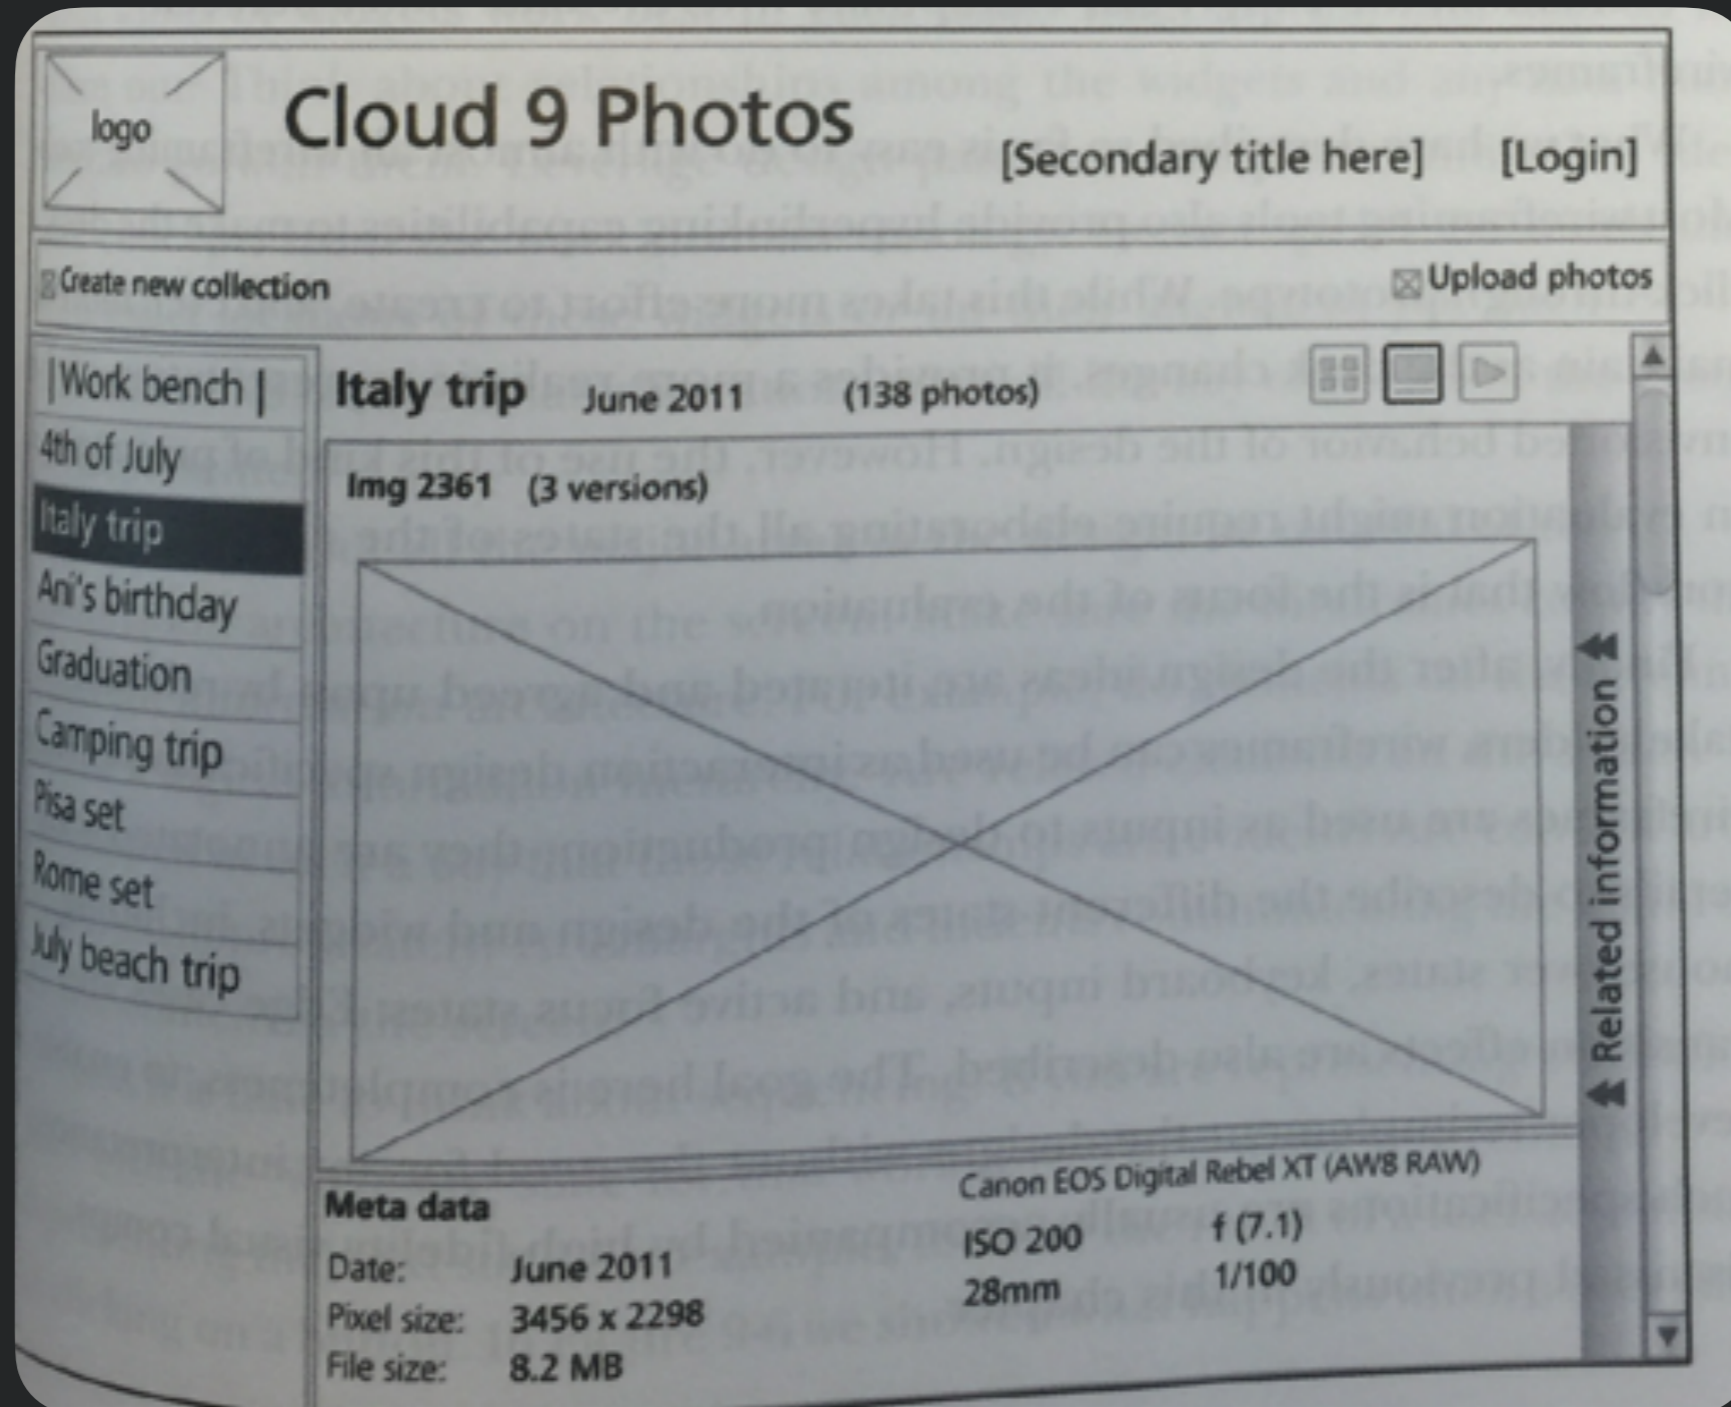 logo
Cloud 9 Photos
[Secondary title here] [Login]
Create new collection
Upload photos
|Work bench |
4th of July
Italy trip
Ani's birthday
Graduation
Camping trip
Pisa set
Rome set
July beach trip
Italy trip June 2011 (138 photos)
Img 2361 (3 versions)
Related information
Meta data
Date: June 2011
Pixel size: 3456 x 2298
File size: 8.2 MB
Canon EOS Digital Rebel XT (AW8 RAW)
ISO 200 f (7.1)
28mm 1/100